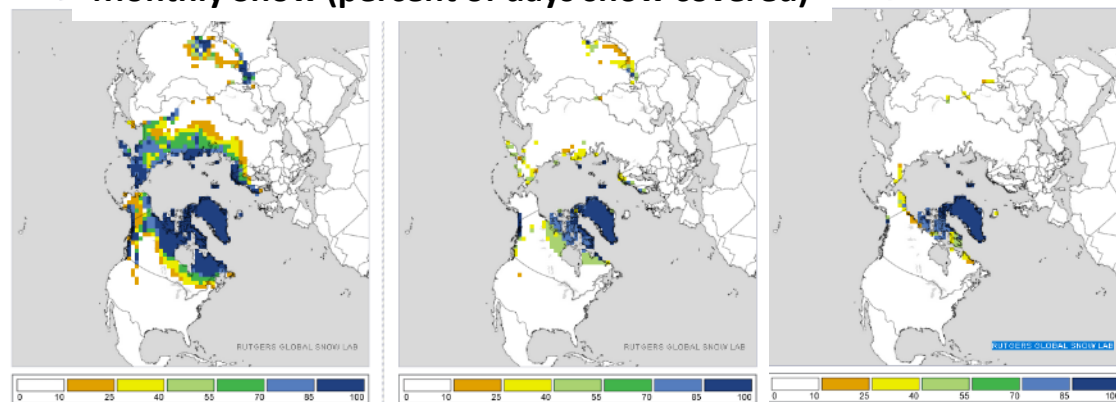 Monthly Snow (percent of days snow covered)
RUTGERS GLOBAL SNOW LAB
RUTGERS GLOBAL SNOW LAB
RUTGERS GLOBAL SNOW LAB
0 10 25 40 55 70 85 100
0 10 25 40 55 70 85 100
0 10 25 40 55 70 85 100